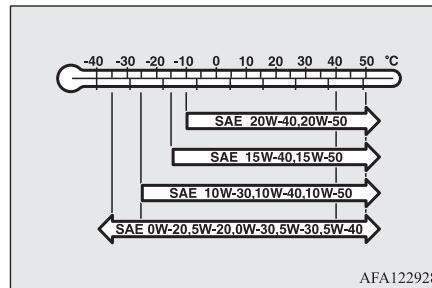 -40 -30 -20 -10 0 10 20 30 40 50 °C
SAE 20W-40,20W-50
SAE 15W-40,15W-50
SAE 10W-30,10W-40,10W-50
SAE 0W-20,5W-20,0W-30,5W-30,5W-40
AFA122928